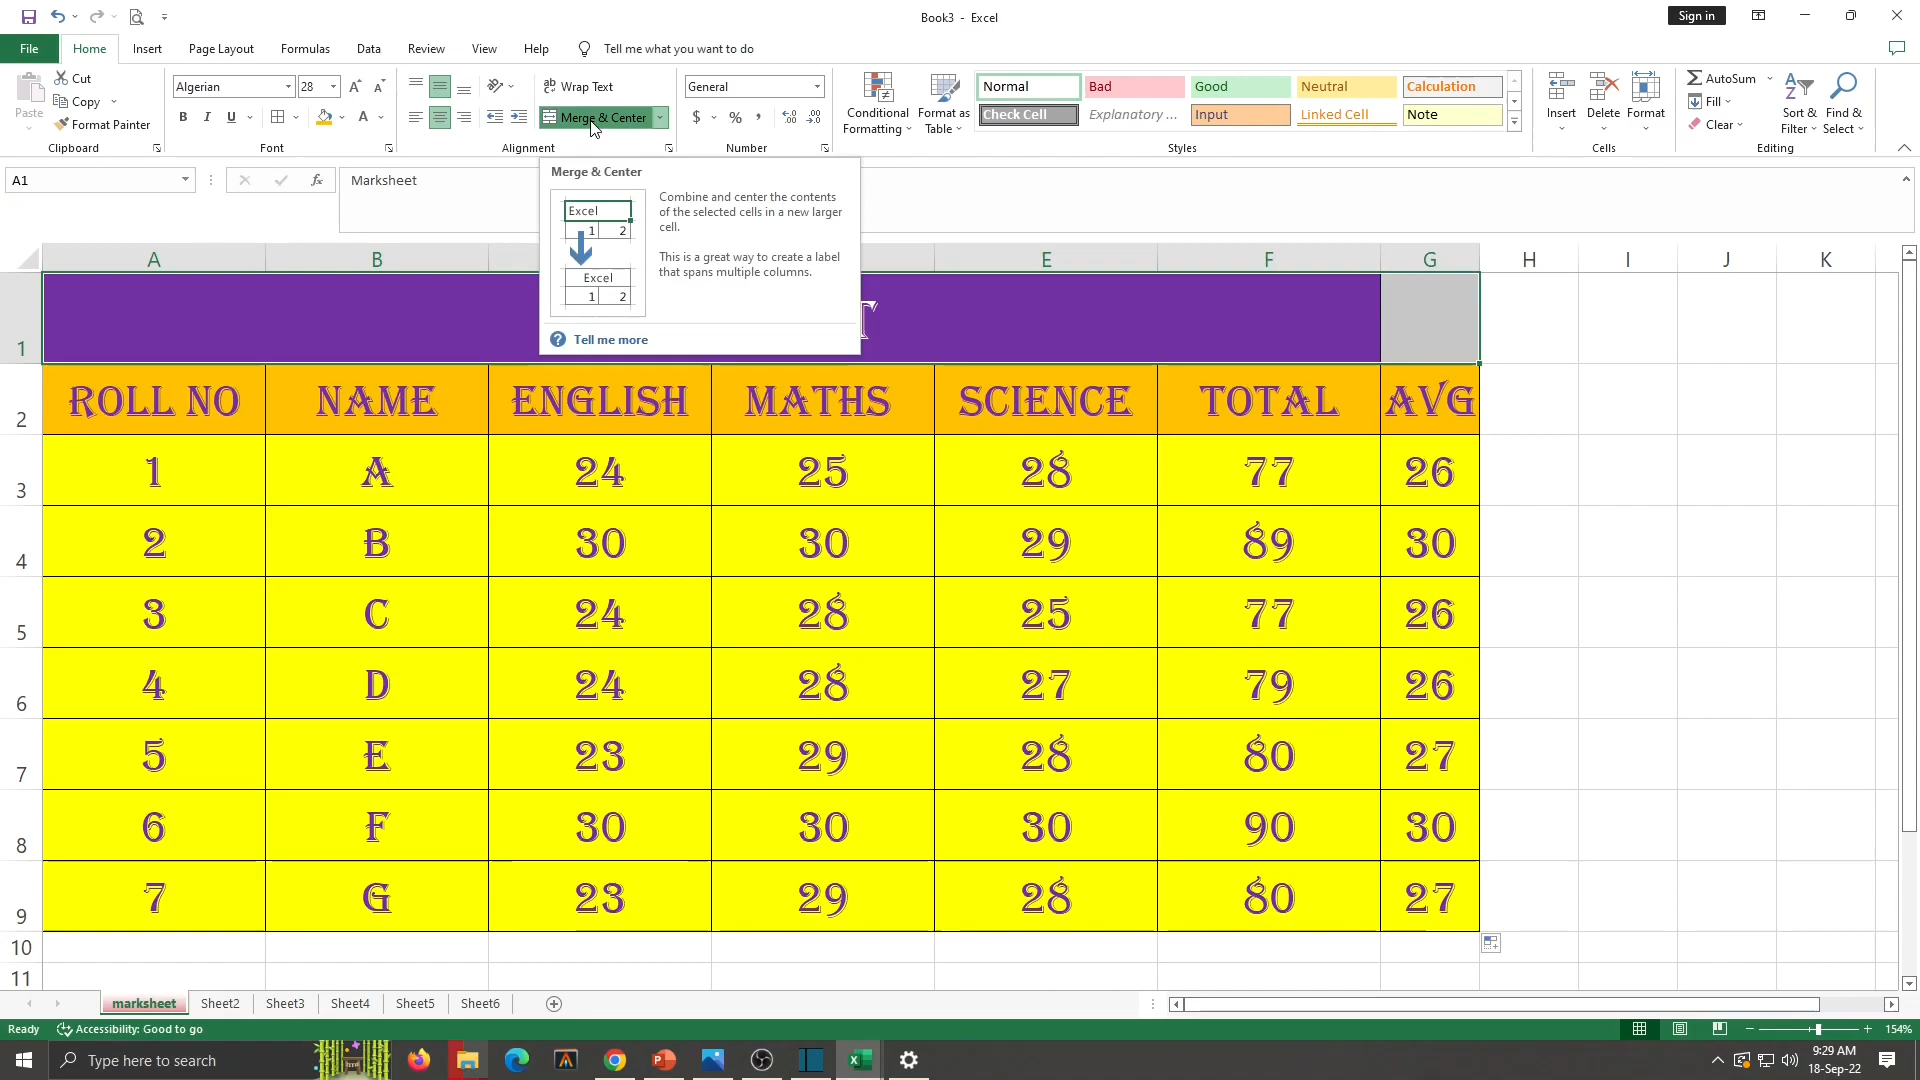 Book3 - Excel
Sign in
File Home Insert Page Layout Formulas Data Review View Help Tell me what you want to do
Paste
Cut
Copy
Format Painter
Clipboard
Algerian 28
B I U
A A A
Font
ab Wrap Text
Merge & Center
Alignment
General
$ % ,
Number
Conditional Formatting
Format as Table
Normal Bad Good Neutral Calculation
Check Cell Explanatory ... Input Linked Cell Note
Styles
Insert Delete Format
Cells
AutoSum
Fill
Clear
Sort & Filter
Find & Select
Editing
A1
fx
Marksheet
Merge & Center
Excel
1 2
Excel
1 2
Combine and center the contents
of the selected cells in a new larger
cell.
This is a great way to create a label
that spans multiple columns.
? Tell me more
A B E F G H I J K
1
2 ROLL NO NAME ENGLISH MATHS SCIENCE TOTAL AVG
3 1 A 24 25 28 77 26
4 2 B 30 30 29 89 30
5 3 C 24 28 25 77 26
6 4 D 24 28 27 79 26
7 5 E 23 29 28 80 27
8 6 F 30 30 30 90 30
9 7 G 23 29 28 80 27
10
11
marksheet Sheet2 Sheet3 Sheet4 Sheet5 Sheet6
Ready Accessibility: Good to go 154%
Type here to search
9:29 AM
18-Sep-22